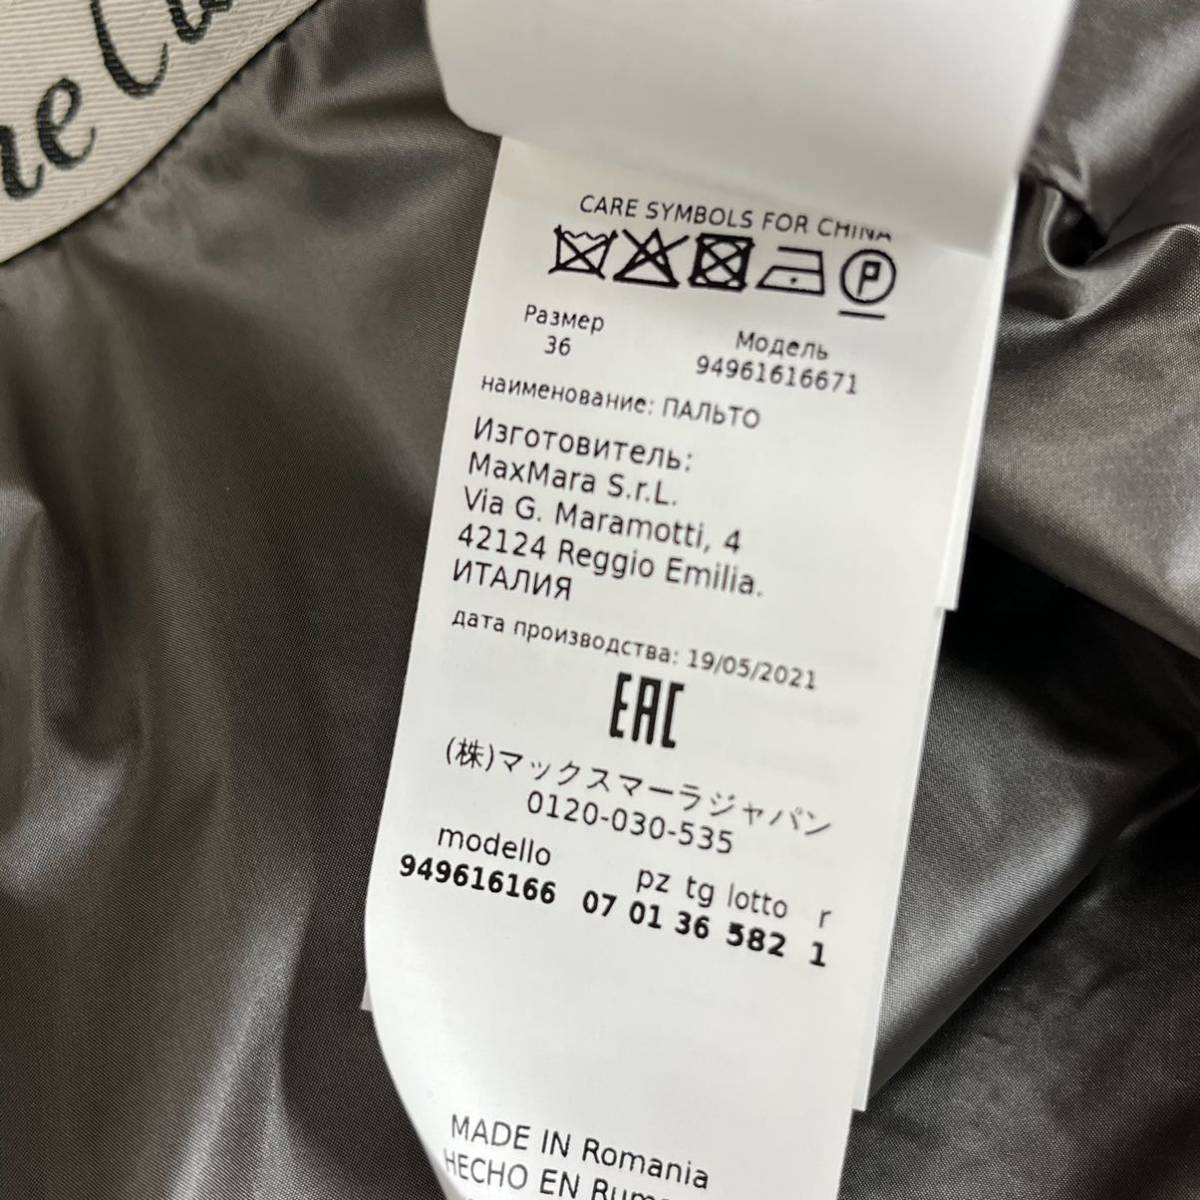 CARE SYMBOLS FOR CHINA
P
Размер
36
Модель
94961616671
наименование: ПАЛЬТО
Изготовитель:
MaxMara S.r.L.
Via G. Maramotti, 4
42124 Reggio Emilia.
ИТАЛИЯ
дата производства: 19/05/2021
EAC
(株)マックスマーラジャパン
0120-030-535
modello pz tg lotto r
949616166 07 01 36 582 1
MADE IN Romania
HECHO EN